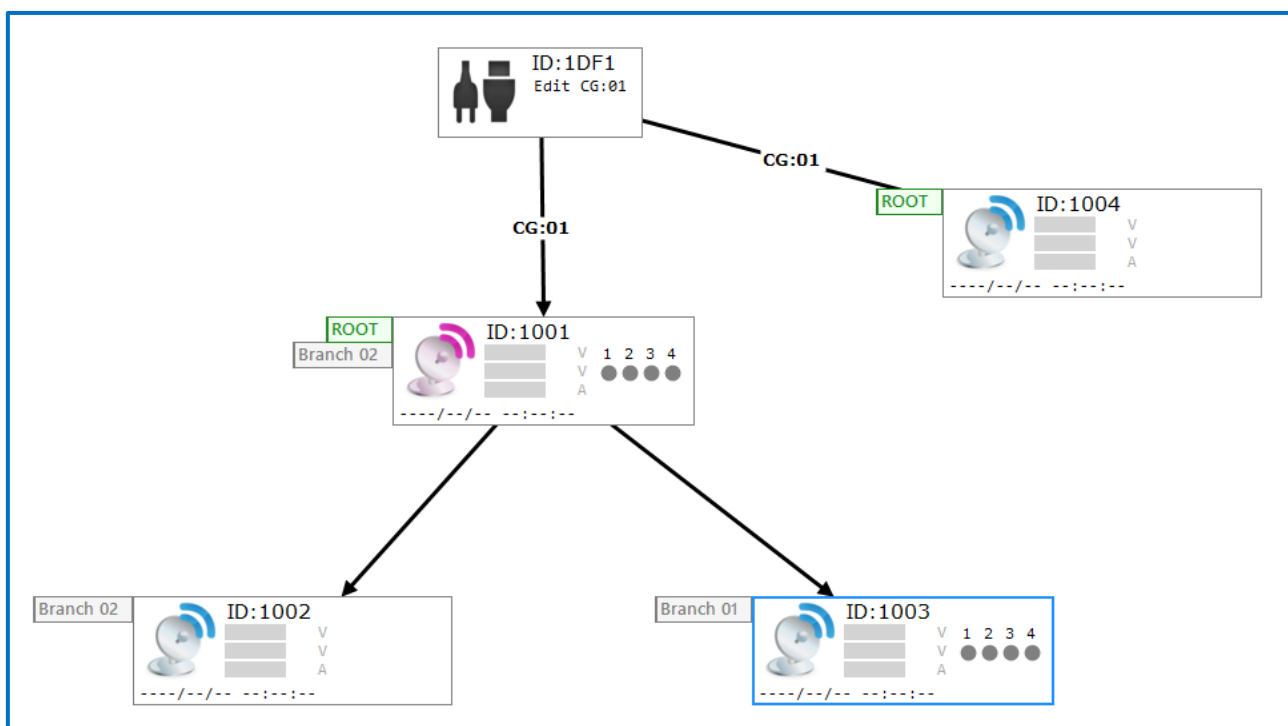 ID:1DF1
Edit CG:01
CG:01
ROOT
ID:1004
V
V
A
----/--/-- --:--:--
CG:01
ROOT
Branch 02
ID:1001
V
V
A
1 2 3 4
----/--/-- --:--:--
Branch 02
ID:1002
V
V
A
----/--/-- --:--:--
Branch 01
ID:1003
V
V
A
1 2 3 4
----/--/-- --:--:--